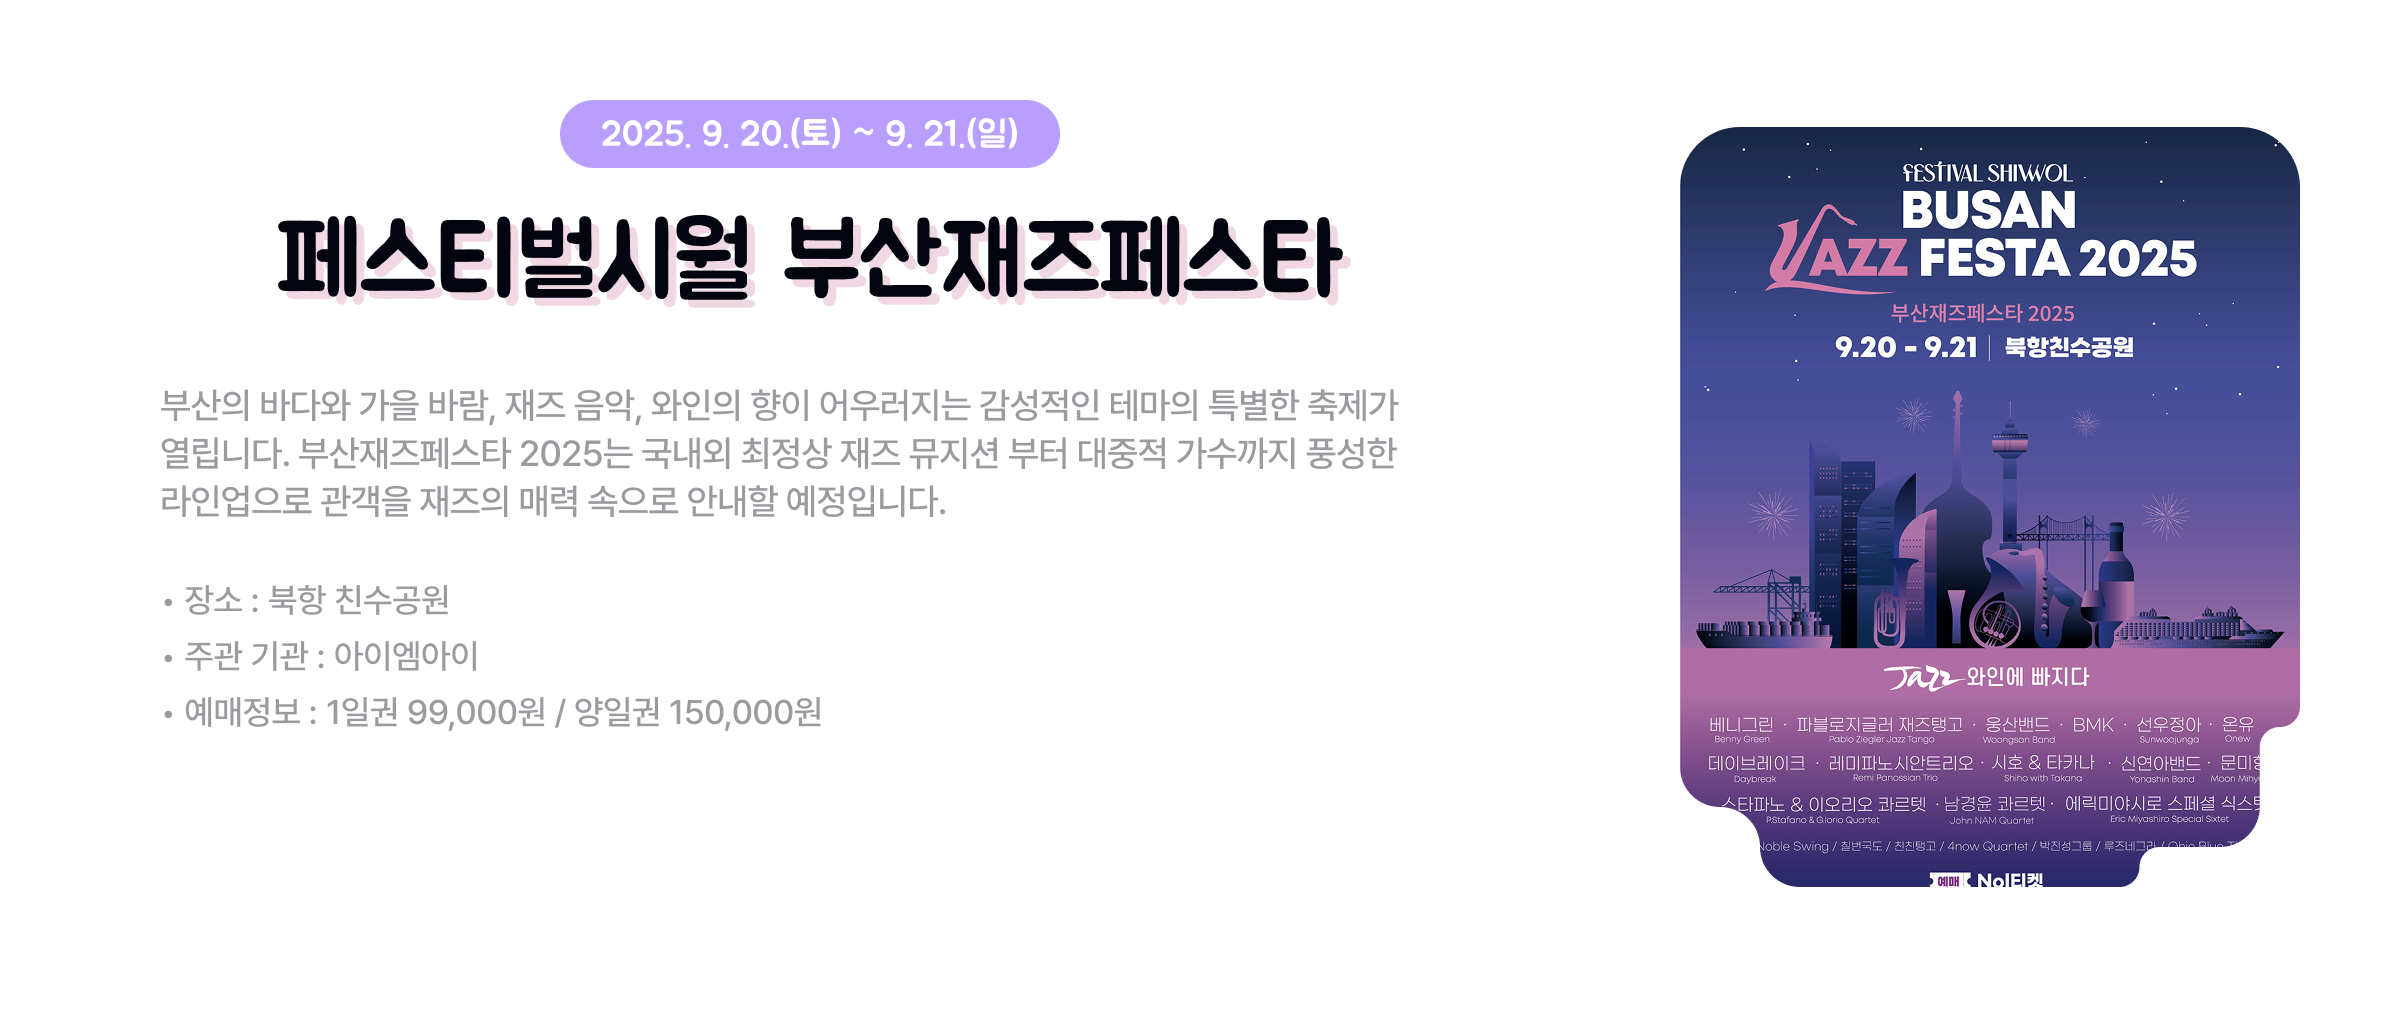 2025. 9. 20.(토) ~ 9. 21.(일)
페스티벌시월 부산재즈페스타
부산의 바다와 가을 바람, 재즈 음악, 와인의 향이 어우러지는 감성적인 테마의 특별한 축제가
열립니다. 부산재즈페스타 2025는 국내외 최정상 재즈 뮤지션 부터 대중적 가수까지 풍성한
라인업으로 관객을 재즈의 매력 속으로 안내할 예정입니다.
• 장소 : 북항 친수공원
• 주관 기관 : 아이엠아이
• 예매정보 : 1일권 99,000원 / 양일권 150,000원
FESTIVAL SHIWOL
BUSAN
JAZZ FESTA 2025
부산재즈페스타 2025
9.20 - 9.21 | 북항친수공원
Jazz 와인에 빠지다
베니그린 · 파블로지글러 재즈탱고 · 웅산밴드 · BMK · 선우정아 · 온유
Benny Green Pablo Ziegler Jazz Tango Woongsan Band Sunwoojunga Onew
데이브레이크 · 레미파노시안트리오 · 시호 & 타카나 · 신연아밴드 · 문미향
Daybreak Remi Panossian Trio Shiho with Takana Yonashin Band Moon
스타파노 & 이오리오 콰르텟 · 남경윤 콰르텟 · 에릭미야시로 스페셜 식스텟
P.Stafano & G.Iorio Quartet John NAM Quartet Eric Miyashiro Special Sixtet
Noble Swing / 칠번국도 / 친친탱고 / 4now Quartet / 박진성그룹 / 루즈네그라 / Ohio Blue
예매 Nol티켓